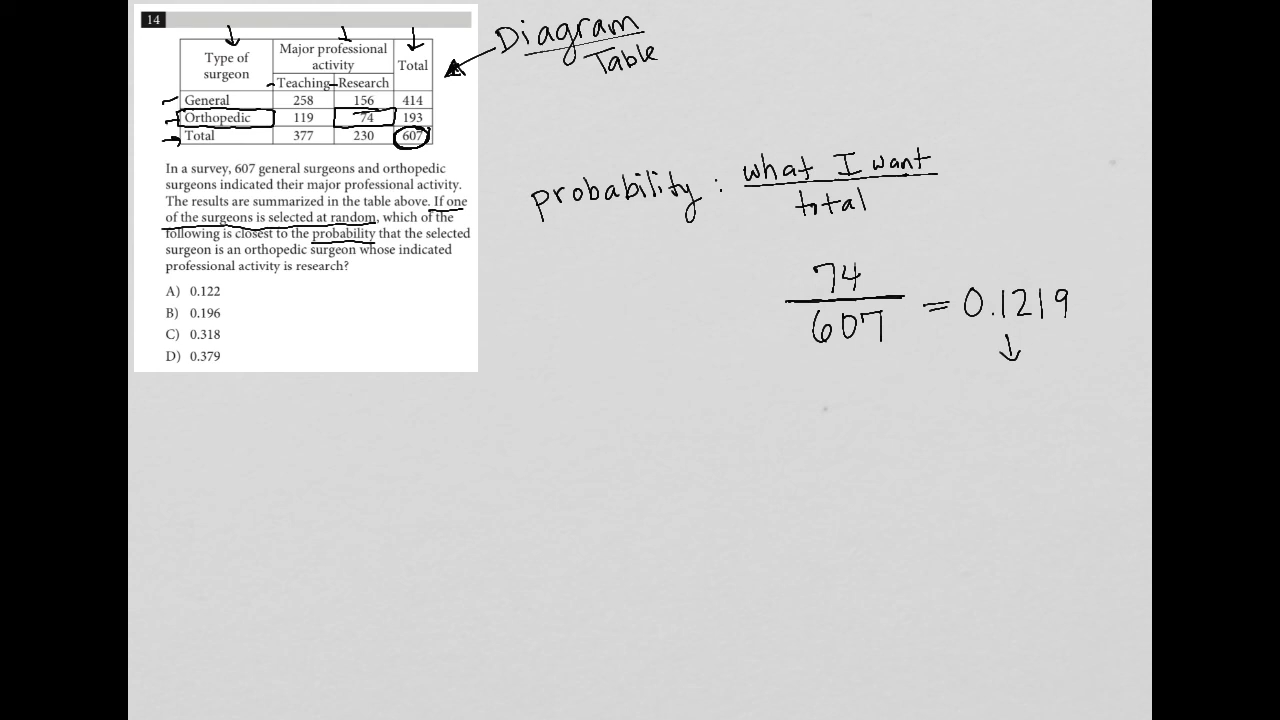 14
Type of surgeon
Major professional activity
Total
Teaching Research
General 258 156 414
Orthopedic 119 74 193
Total 377 230 607
In a survey, 607 general surgeons and orthopedic
surgeons indicated their major professional activity.
The results are summarized in the table above. If one
of the surgeons is selected at random, which of the
following is closest to the probability that the selected
surgeon is an orthopedic surgeon whose indicated
professional activity is research?
A) 0.122
B) 0.196
C) 0.318
D) 0.379
Diagram
Table
probability: what I want
total
74
607
= 0.1219